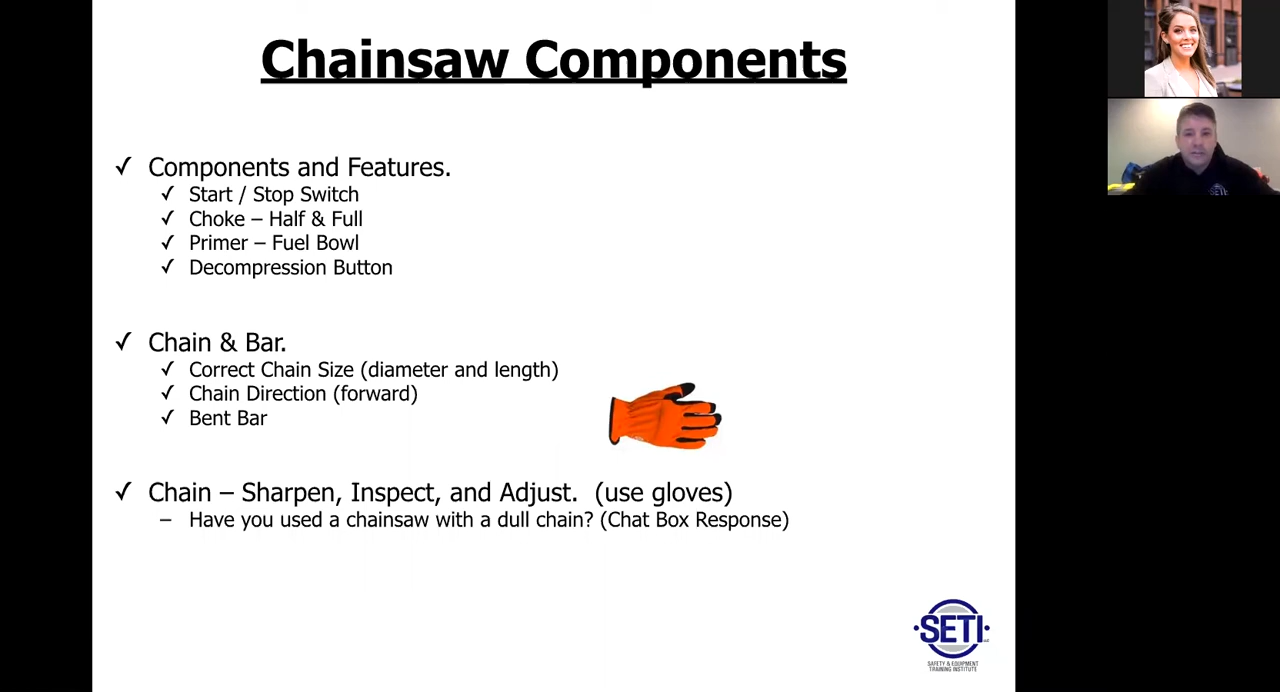 Chainsaw Components
✓ Components and Features.
✓ Start / Stop Switch
✓ Choke – Half & Full
✓ Primer – Fuel Bowl
✓ Decompression Button
✓ Chain & Bar.
✓ Correct Chain Size (diameter and length)
✓ Chain Direction (forward)
✓ Bent Bar
✓ Chain – Sharpen, Inspect, and Adjust. (use gloves)
– Have you used a chainsaw with a dull chain? (Chat Box Response)
SETI
SETI
SAFETY & EQUIPMENT
TRAINING INSTITUTE